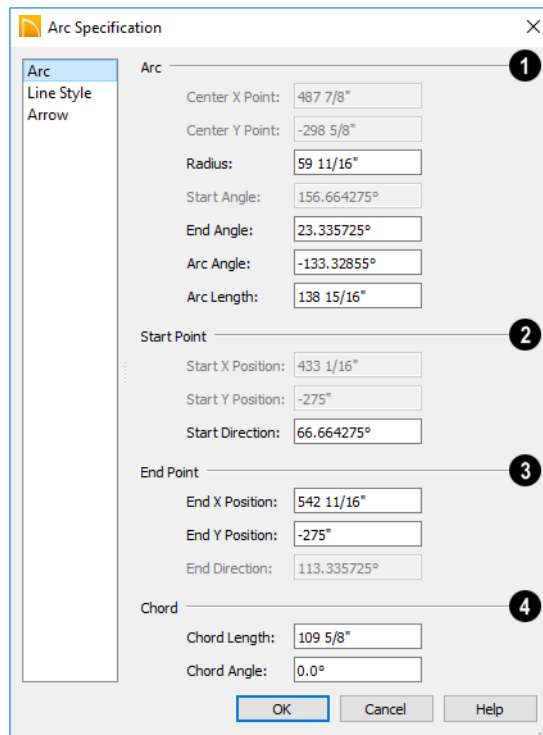 Arc Specification
Arc
Line Style
Arrow
Arc 1
Center X Point: 487 7/8"
Center Y Point: -298 5/8"
Radius: 59 11/16"
Start Angle: 156.664275°
End Angle: 23.335725°
Arc Angle: -133.32855°
Arc Length: 138 15/16"
Start Point 2
Start X Position: 433 1/16"
Start Y Position: -275"
Start Direction: 66.664275°
End Point 3
End X Position: 542 11/16"
End Y Position: -275"
End Direction: 113.335725°
Chord 4
Chord Length: 109 5/8"
Chord Angle: 0.0°
OK Cancel Help